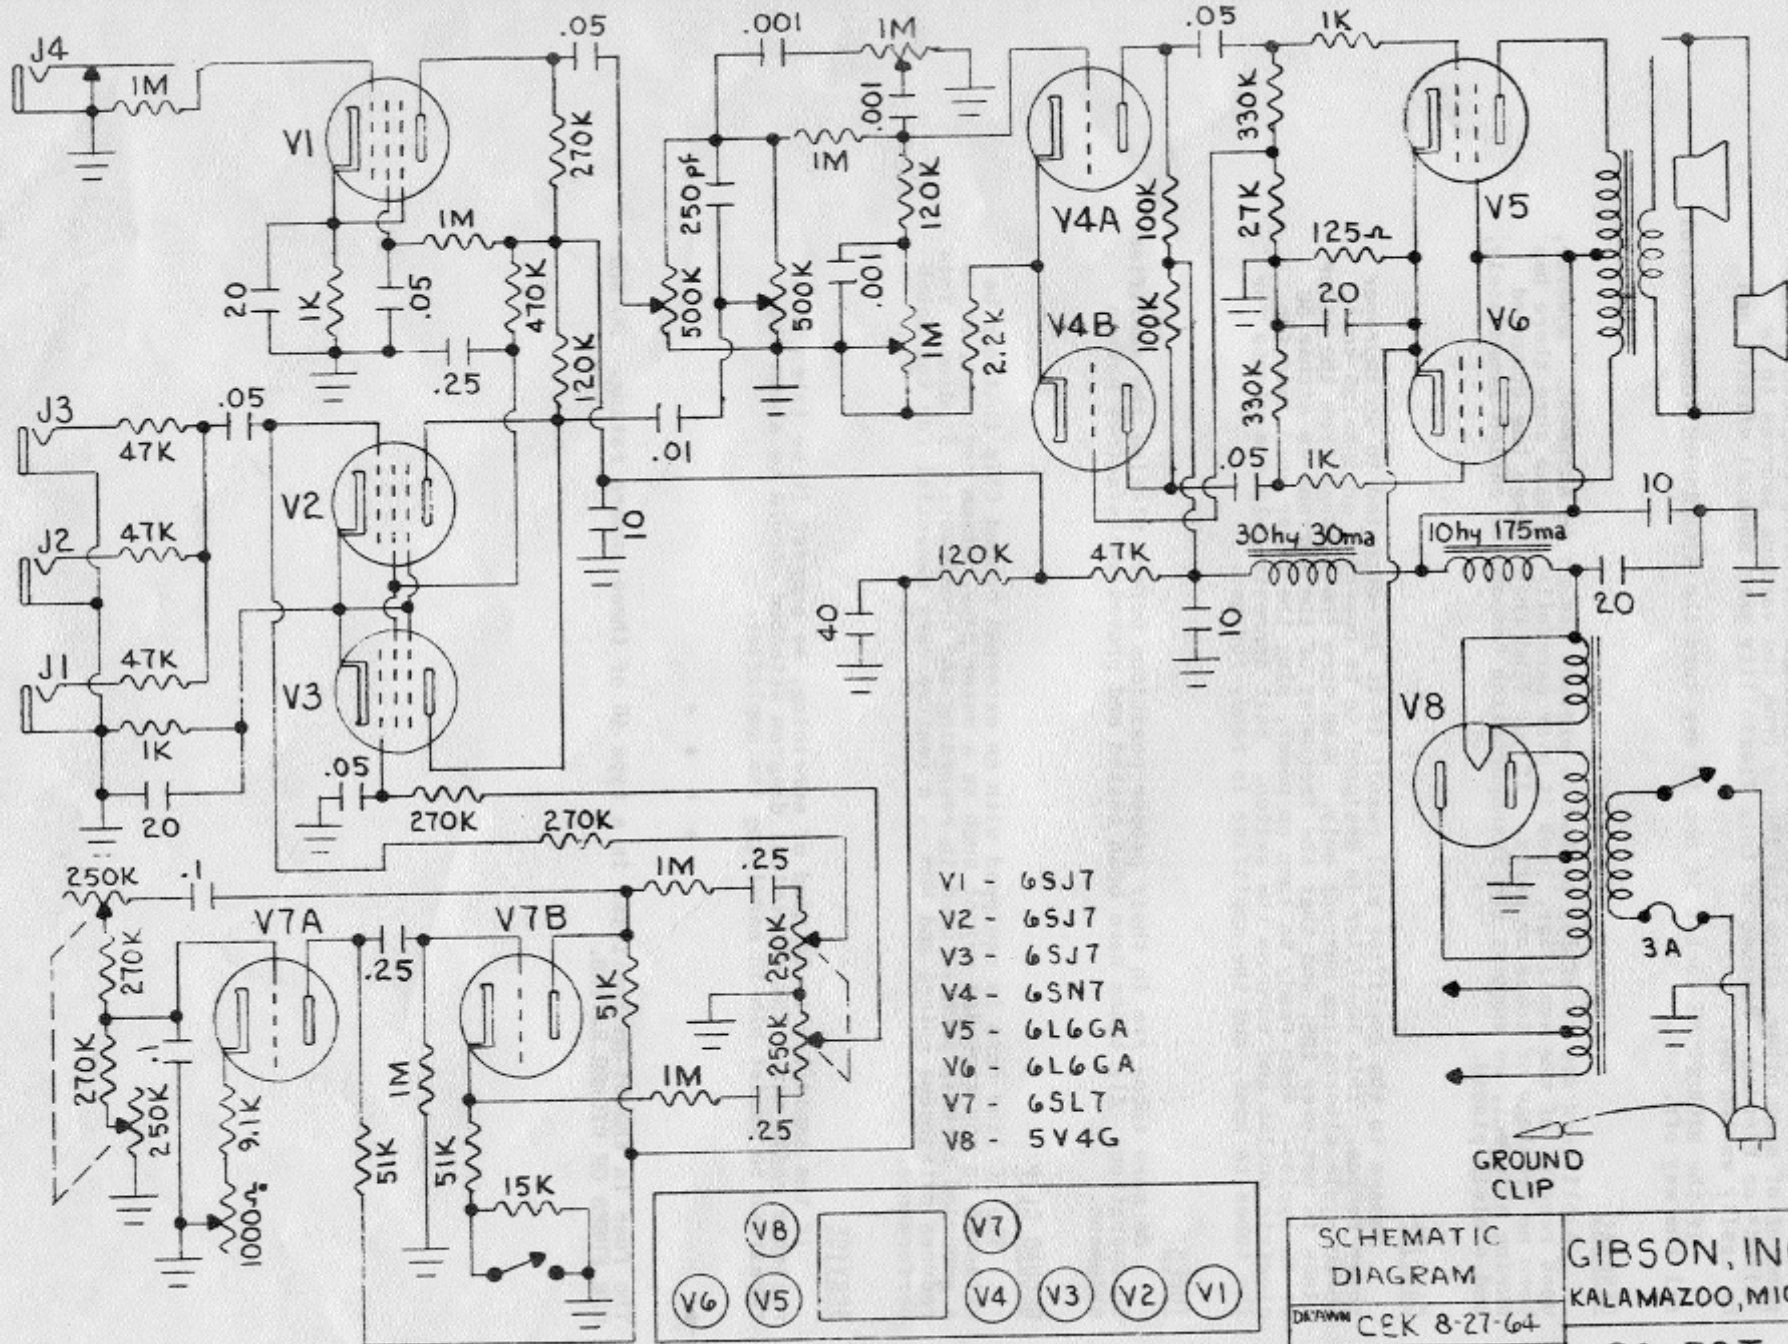 J4
1M
V1
.05
270K
1M
20
1K
.05
470K
.25
120K
.001
1M
.001
1M
250pf
120K
500K
500K
.001
1M
2.2K
V4A
V4B
100K
100K
.05
1K
330K
27K
125Ω
20
330K
.05
1K
V5
V6
J3
47K
.05
V2
.01
10
J2
47K
J1
47K
V3
1K
20
.05
270K
270K
120K
47K
40
10
30hy 30ma
10hy 175ma
10
20
V8
3A
250K
.1
V7A
V7B
270K
.25
1M
.25
250K
51K
270K
.1
250K
9.1K
1000Ω
1M
250K
1M
.25
51K
51K
15K
V1 - 6SJ7
V2 - 6SJ7
V3 - 6SJ7
V4 - 6SN7
V5 - 6L6GA
V6 - 6L6GA
V7 - 6SL7
V8 - 5V4G
GROUND
CLIP
V8
V7
V6
V5
V4
V3
V2
V1
SCHEMATIC
DIAGRAM
DRAWN CEK 8-27-64
GIBSON, IN
KALAMAZOO, MI